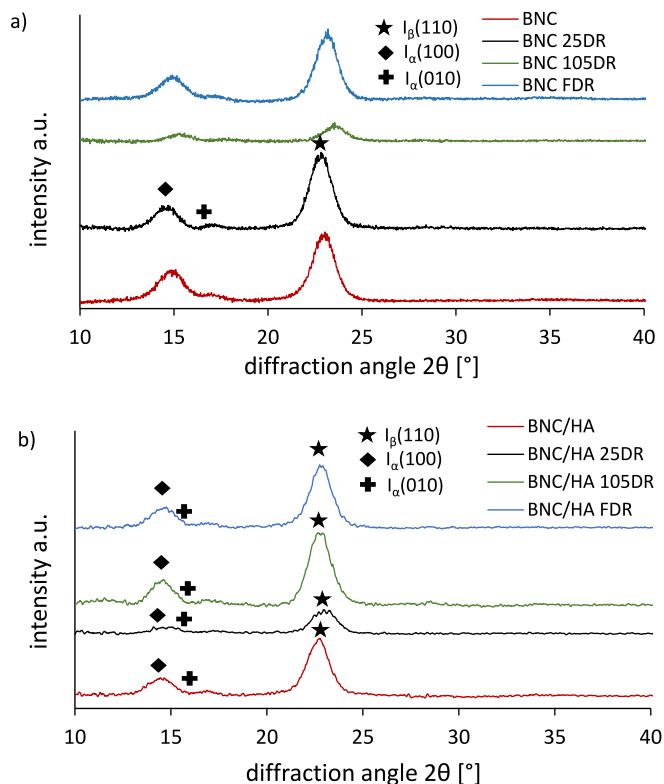 a)
★ Iβ(110)
◆ Iα(100)
✚ Iα(010)
BNC
BNC 25DR
BNC 105DR
BNC FDR
intensity a.u.
10 15 20 25 30 35 40
diffraction angle 2θ [°]
b)
★ Iβ(110)
◆ Iα(100)
✚ Iα(010)
BNC/HA
BNC/HA 25DR
BNC/HA 105DR
BNC/HA FDR
intensity a.u.
10 15 20 25 30 35 40
diffraction angle 2θ [°]